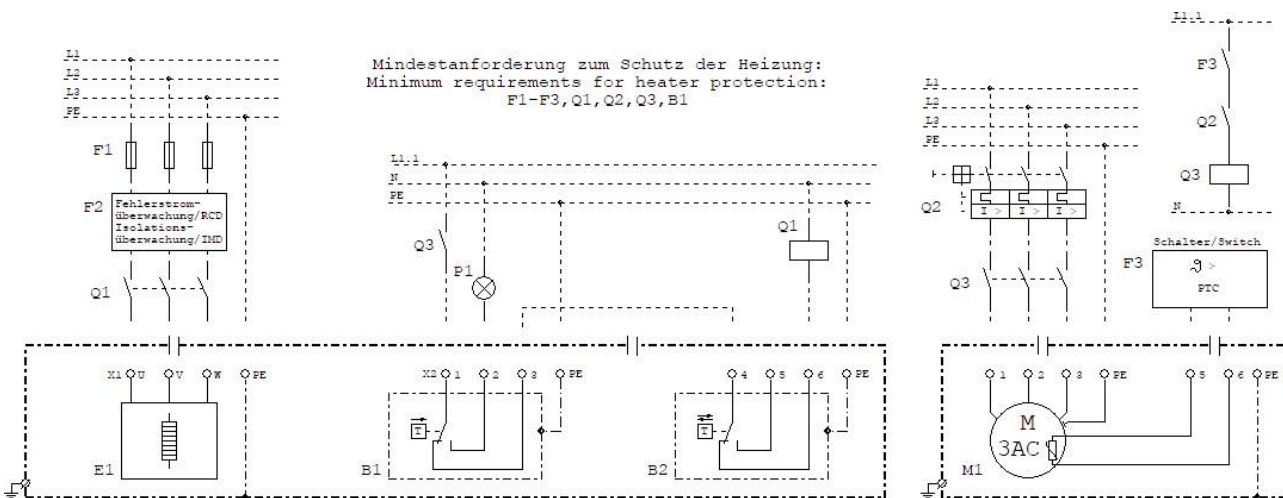 Mindestanforderung zum Schutz der Heizung:
Minimum requirements for heater protection:
F1-F3,Q1,Q2,Q3,B1
L1
L2
L3
PE
F1
F2
Fehlerstrom-
überwachung/RCD
Isolations-
überwachung/IMD
Q1
X1 U V W PE
E1
L1.1
N
PE
Q3
P1
Q1
X2 1 2 3 PE
T
B1
4 5 6 PE
T
B2
L1
L2
L3
PE
Q2
I > I > I >
Q3
1 2 3 PE
M
3AC
M1
L1.1
F3
Q2
Q3
N
Schalter/Switch
F3
ϑ >
PTC
5 6 PE